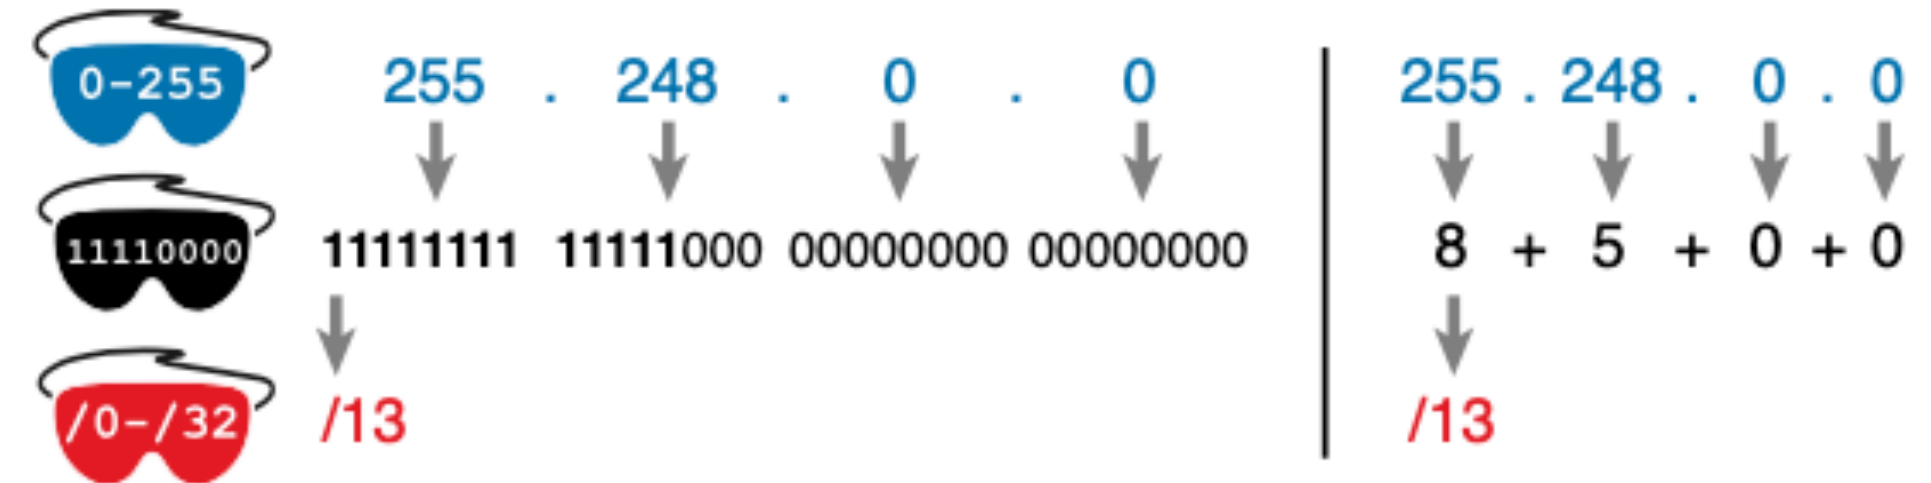 0-255 255 . 248 . 0 . 0 255 . 248 . 0 . 0
11110000 11111111 11111000 00000000 00000000 8 + 5 + 0 + 0
/0-/32 /13 /13